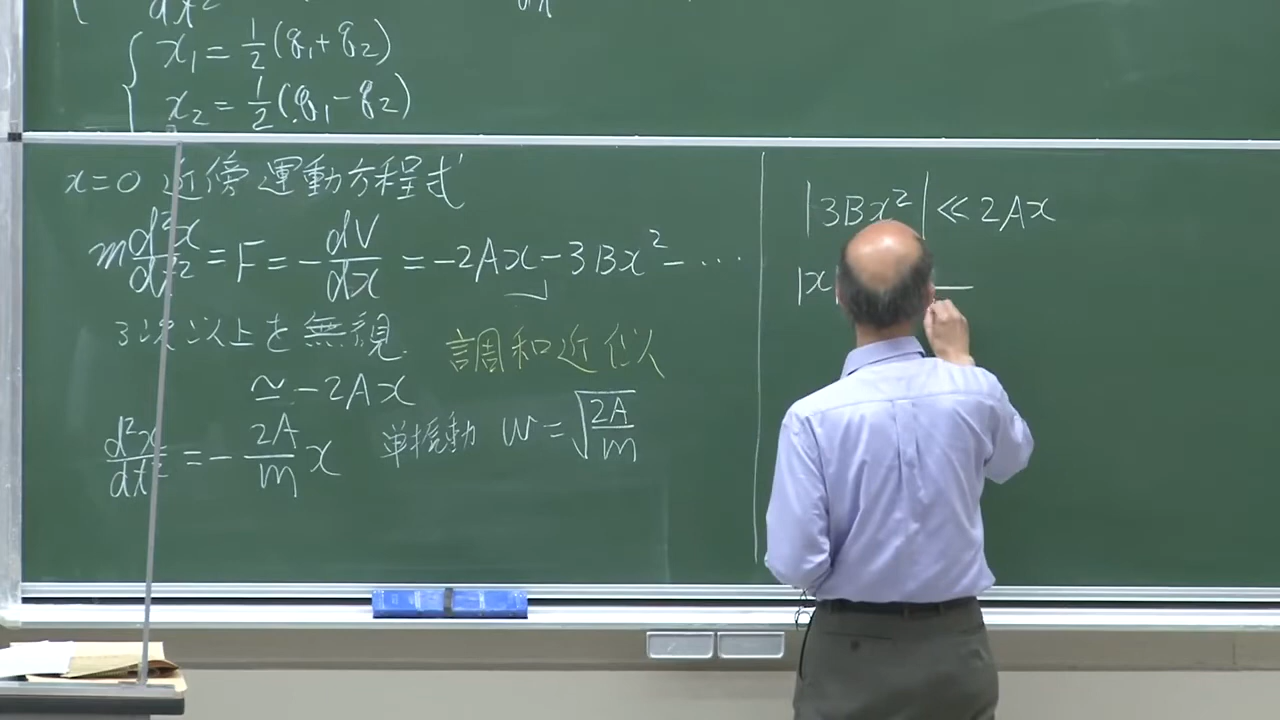 x₁ = 1/2 (q₁ + q₂)
x₂ = 1/2 (q₁ − q₂)
x=0 近傍 運動方程式
m d²x/dt² = F = − dV/dx = −2Ax − 3Bx² − ⋯
3次以上を無視.
調和近似
≃ −2Ax
d²x/dt² = − 2A/m x 単振動 ω = √(2A/m)
|3Bx²| ≪ 2Ax
|x